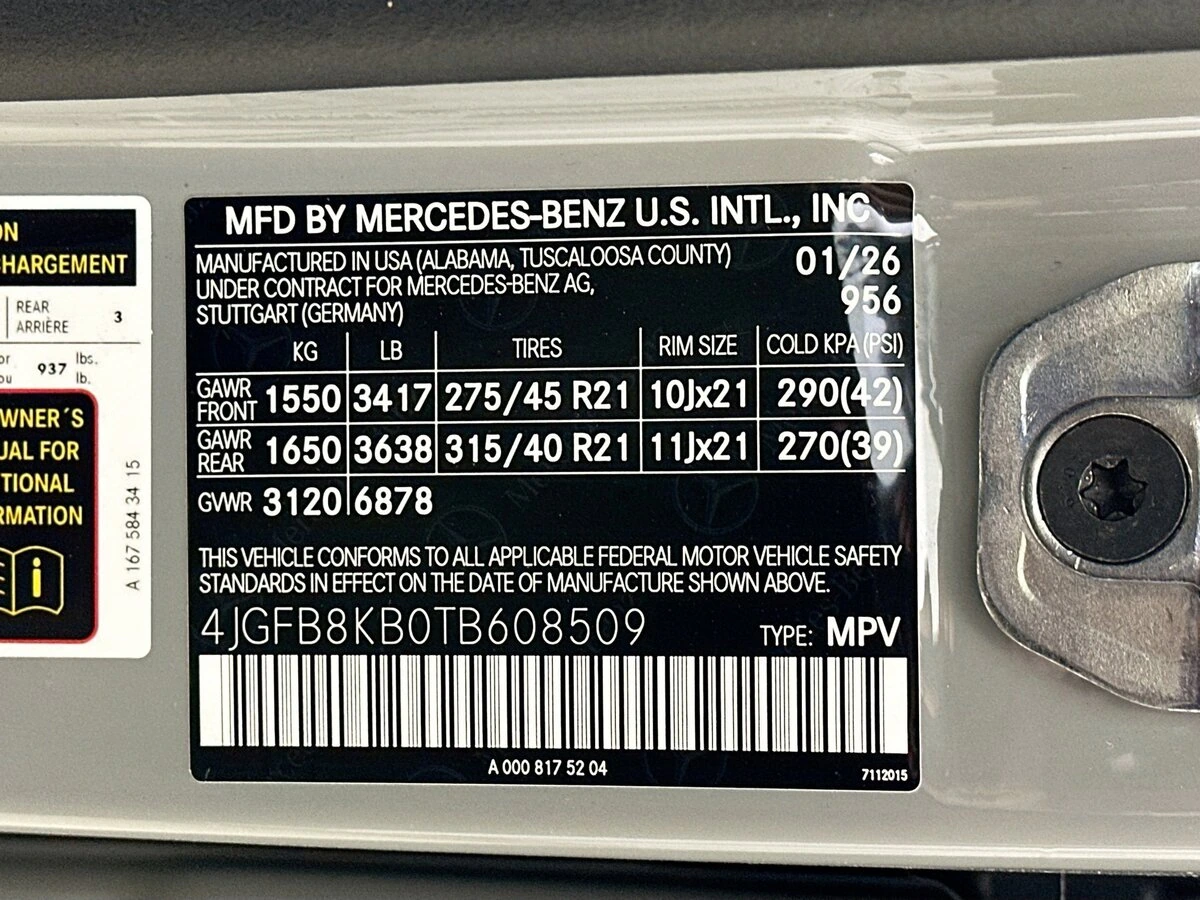 ON
CHARGEMENT
REAR
ARRIÈRE 3
or
ou 937 lbs.
lb.
OWNER´S
UAL FOR
TIONAL
RMATION
A 167 584 34 15
MFD BY MERCEDES-BENZ U.S. INTL., INC
MANUFACTURED IN USA (ALABAMA, TUSCALOOSA COUNTY) 01/26
UNDER CONTRACT FOR MERCEDES-BENZ AG, 956
STUTTGART (GERMANY)
KG LB TIRES RIM SIZE COLD KPA (PSI)
GAWR FRONT 1550 3417 275/45 R21 10Jx21 290(42)
GAWR REAR 1650 3638 315/40 R21 11Jx21 270(39)
GVWR 3120 6878
THIS VEHICLE CONFORMS TO ALL APPLICABLE FEDERAL MOTOR VEHICLE SAFETY
STANDARDS IN EFFECT ON THE DATE OF MANUFACTURE SHOWN ABOVE.
4JGFB8KB0TB608509 TYPE: MPV
A 000 817 52 04
7112015